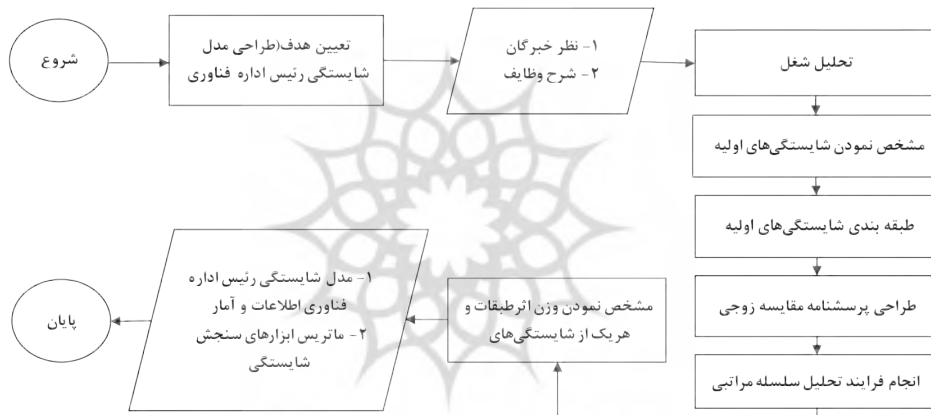 شروع
تعیین هدف(طراحی مدل
شایستگی رئیس اداره فناوری
۱- نظر خبرگان
۲- شرح وظایف
تحلیل شغل
مشخص نمودن شایستگی‌های اولیه
طبقه بندی شایستگی‌های اولیه
طراحی پرسشنامه مقایسه زوجی
انجام فرایند تحلیل سلسله مراتبی
مشخص نمودن وزن اثرطبقات و
هریک از شایستگی‌های
۱- مدل شایستگی رئیس اداره
فناوری اطلاعات و آمار
۲- ماتریس ابزارهای سنجش
شایستگی
پایان